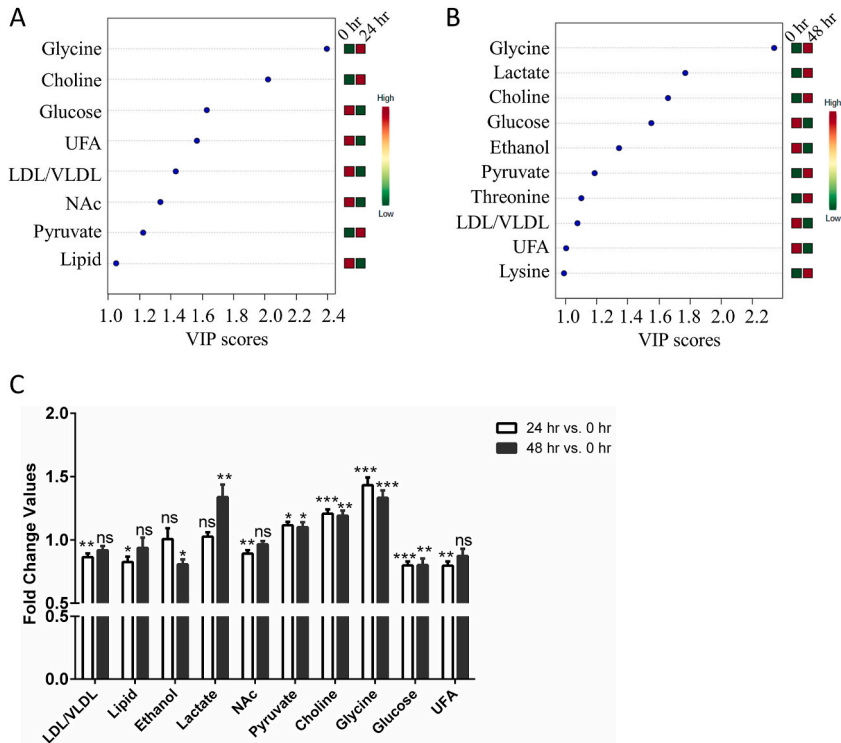 A
0 hr
24 hr
Glycine
Choline
Glucose
UFA
LDL/VLDL
NAc
Pyruvate
Lipid
High
Low
1.0 1.2 1.4 1.6 1.8 2.0 2.2 2.4
VIP scores
B
0 hr
48 hr
Glycine
Lactate
Choline
Glucose
Ethanol
Pyruvate
Threonine
LDL/VLDL
UFA
Lysine
High
Low
1.0 1.2 1.4 1.6 1.8 2.0 2.2
VIP scores
C
Fold Change Values
2.0
1.5
1.0
0.5
0.5
0.0
24 hr vs. 0 hr
48 hr vs. 0 hr
** ns * ns ns * ns ** ** ns * * *** ** *** *** *** ** ** ns
LDL/VLDL
Lipid
Ethanol
Lactate
NAc
Pyruvate
Choline
Glycine
Glucose
UFA